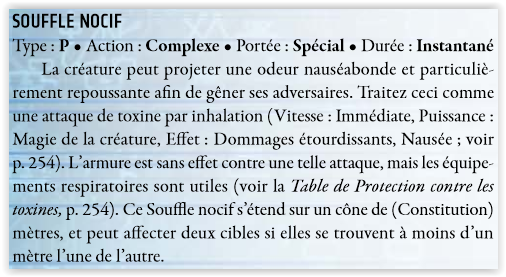 SOUFFLE NOCIF
Type : P • Action : Complexe • Portée : Spécial • Durée : Instantané
La créature peut projeter une odeur nauséabonde et particuliè-
rement repoussante afin de gêner ses adversaires. Traitez ceci comme
une attaque de toxine par inhalation (Vitesse : Immédiate, Puissance :
Magie de la créature, Effet : Dommages étourdissants, Nausée ; voir
p. 254). L’armure est sans effet contre une telle attaque, mais les équipe-
ments respiratoires sont utiles (voir la Table de Protection contre les
toxines, p. 254). Ce Souffle nocif s’étend sur un cône de (Constitution)
mètres, et peut affecter deux cibles si elles se trouvent à moins d’un
mètre l’une de l’autre.